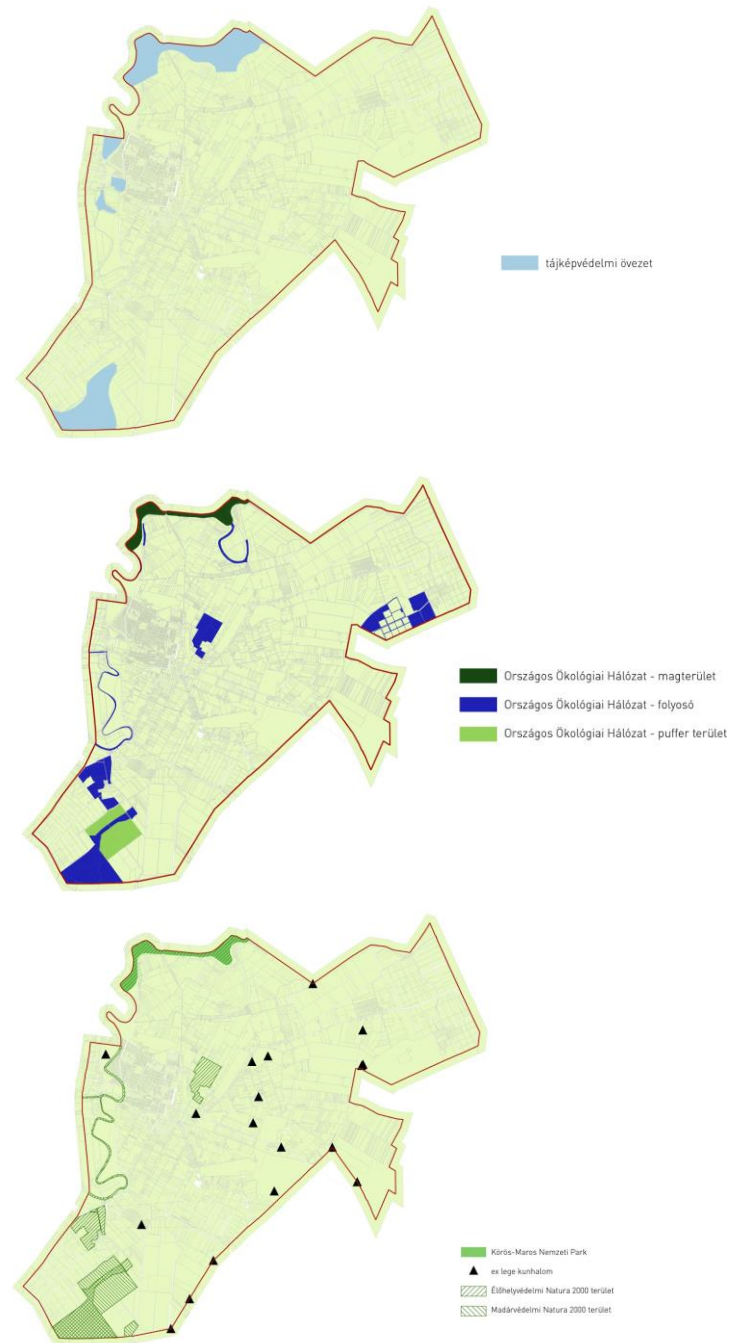 tájképvédelmi övezet
Országos Ökológiai Hálózat - magterület
Országos Ökológiai Hálózat - folyosó
Országos Ökológiai Hálózat - puffer terület
Körös-Maros Nemzeti Park
ex lege kunhalom
Élőhelyvédelmi Natura 2000 terület
Madárvédelmi Natura 2000 terület